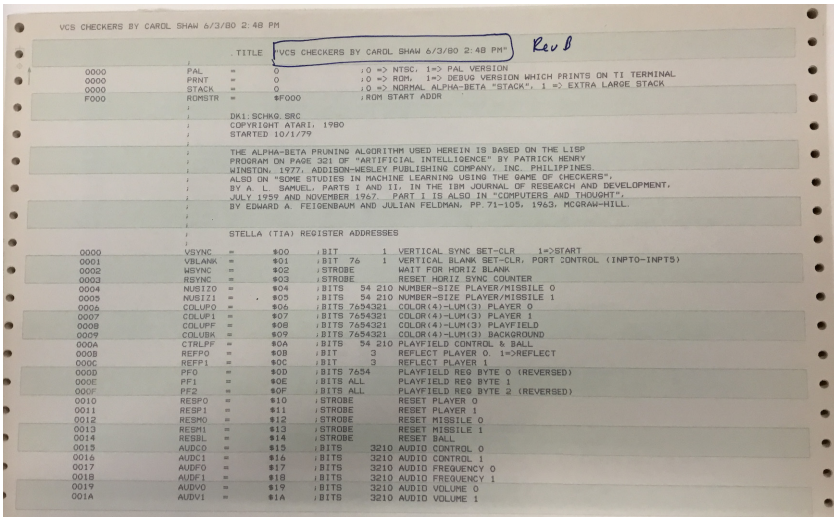 VCS CHECKERS BY CAROL SHAW 6/3/80 2:48 PM
.TITLE "VCS CHECKERS BY CAROL SHAW 6/3/80 2:48 PM" Rev B
;
0000 PAL = 0 ;0 => NTSC, 1=> PAL VERSION
0000 PRNT = 0 ;0 => ROM, 1=> DEBUG VERSION WHICH PRINTS ON TI TERMINAL
0000 STACK = 0 ;0 => NORMAL ALPHA-BETA "STACK", 1 => EXTRA LARGE STACK
F000 ROMSTR = $F000 ;ROM START ADDR
;
; DK1:SCHKG.SRC
; COPYRIGHT ATARI, 1980
; STARTED 10/1/79
;
; THE ALPHA-BETA PRUNING ALGORITHM USED HEREIN IS BASED ON THE LISP
; PROGRAM ON PAGE 321 OF "ARTIFICIAL INTELLIGENCE" BY PATRICK HENRY
; WINSTON, 1977, ADDISON-WESLEY PUBLISHING COMPANY, INC. PHILIPPINES.
; ALSO ON "SOME STUDIES IN MACHINE LEARNING USING THE GAME OF CHECKERS",
; BY A. L. SAMUEL, PARTS I AND II, IN THE IBM JOURNAL OF RESEARCH AND DEVELOPMENT,
; JULY 1959 AND NOVEMBER 1967. PART I IS ALSO IN "COMPUTERS AND THOUGHT",
; BY EDWARD A. FEIGENBAUM AND JULIAN FELDMAN, PP.71-105, 1963, MCGRAW-HILL.
;
;
; STELLA (TIA) REGISTER ADDRESSES
;
0000 VSYNC = $00 ;BIT 1 VERTICAL SYNC SET-CLR 1=>START
0001 VBLANK = $01 ;BIT 76 1 VERTICAL BLANK SET-CLR, PORT CONTROL (INPT0-INPT5)
0002 WSYNC = $02 ;STROBE WAIT FOR HORIZ BLANK
0003 RSYNC = $03 ;STROBE RESET HORIZ SYNC COUNTER
0004 NUSIZ0 = $04 ;BITS 54 210 NUMBER-SIZE PLAYER/MISSILE 0
0005 NUSIZ1 = $05 ;BITS 54 210 NUMBER-SIZE PLAYER/MISSILE 1
0006 COLUP0 = $06 ;BITS 7654321 COLOR(4)-LUM(3) PLAYER 0
0007 COLUP1 = $07 ;BITS 7654321 COLOR(4)-LUM(3) PLAYER 1
0008 COLUPF = $08 ;BITS 7654321 COLOR(4)-LUM(3) PLAYFIELD
0009 COLUBK = $09 ;BITS 7654321 COLOR(4)-LUM(3) BACKGROUND
000A CTRLPF = $0A ;BITS 54 210 PLAYFIELD CONTROL & BALL
000B REFP0 = $0B ;BIT 3 REFLECT PLAYER 0, 1=>REFLECT
000C REFP1 = $0C ;BIT 3 REFLECT PLAYER 1
000D PF0 = $0D ;BITS 7654 PLAYFIELD REG BYTE 0 (REVERSED)
000E PF1 = $0E ;BITS ALL PLAYFIELD REG BYTE 1
000F PF2 = $0F ;BITS ALL PLAYFIELD REG BYTE 2 (REVERSED)
0010 RESP0 = $10 ;STROBE RESET PLAYER 0
0011 RESP1 = $11 ;STROBE RESET PLAYER 1
0012 RESM0 = $12 ;STROBE RESET MISSILE 0
0013 RESM1 = $13 ;STROBE RESET MISSILE 1
0014 RESBL = $14 ;STROBE RESET BALL
0015 AUDC0 = $15 ;BITS 3210 AUDIO CONTROL 0
0016 AUDC1 = $16 ;BITS 3210 AUDIO CONTROL 1
0017 AUDF0 = $17 ;BITS 3210 AUDIO FREQUENCY 0
0018 AUDF1 = $18 ;BITS 3210 AUDIO FREQUENCY 1
0019 AUDV0 = $19 ;BITS 3210 AUDIO VOLUME 0
001A AUDV1 = $1A ;BITS 3210 AUDIO VOLUME 1